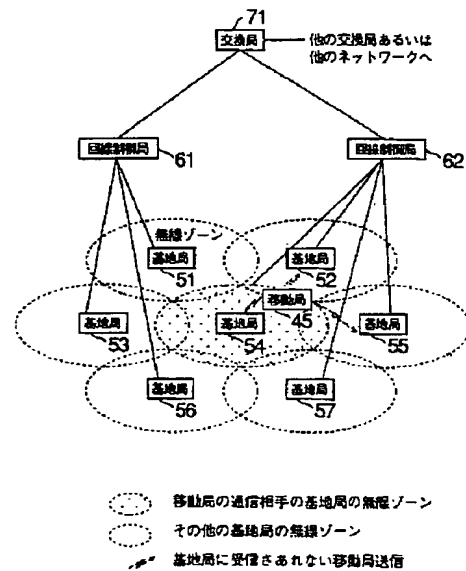 71
交換局
他の交換局あるいは
他のネットワークへ
回線制御局
61
回線制御局
62
無線ゾーン
基地局
51
基地局
52
移動局
45
基地局
53
基地局
54
基地局
55
基地局
56
基地局
57
移動局の通信相手の基地局の無線ゾーン
その他の基地局の無線ゾーン
基地局に受信さあれない移動局送信